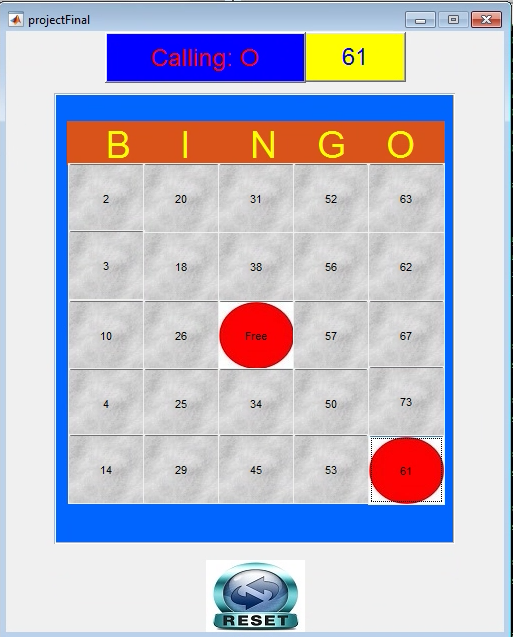 projectFinal
Calling: O 61
B I N G O
2 20 31 52 63
3 18 38 56 62
10 26 Free 57 67
4 25 34 50 73
14 29 45 53 61
RESET